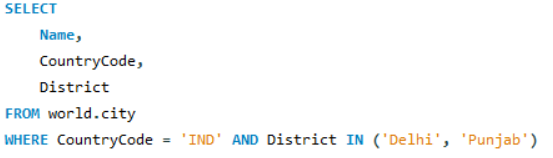 SELECT
Name,
CountryCode,
District
FROM world.city
WHERE CountryCode = 'IND' AND District IN ('Delhi', 'Punjab')